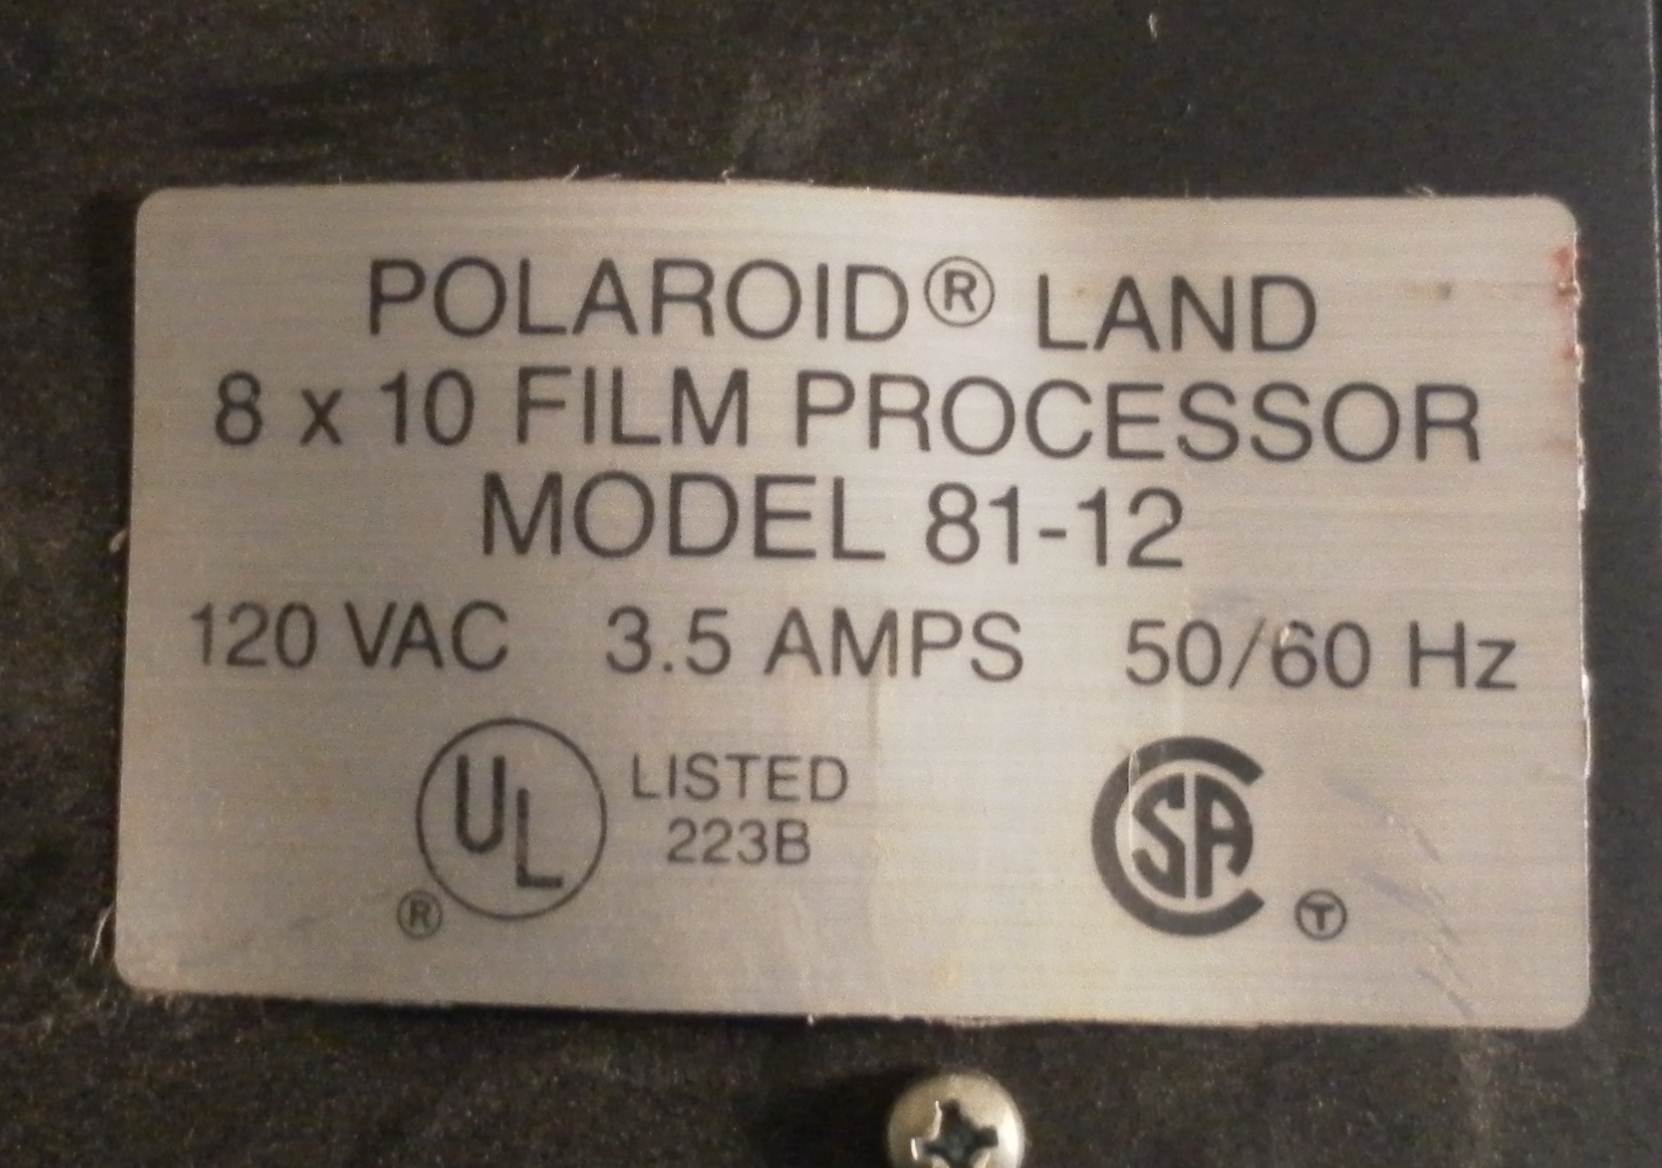 POLAROID® LAND
8 x 10 FILM PROCESSOR
MODEL 81-12
120 VAC 3.5 AMPS 50/60 Hz
UL ® LISTED
223B
CSA Ⓣ